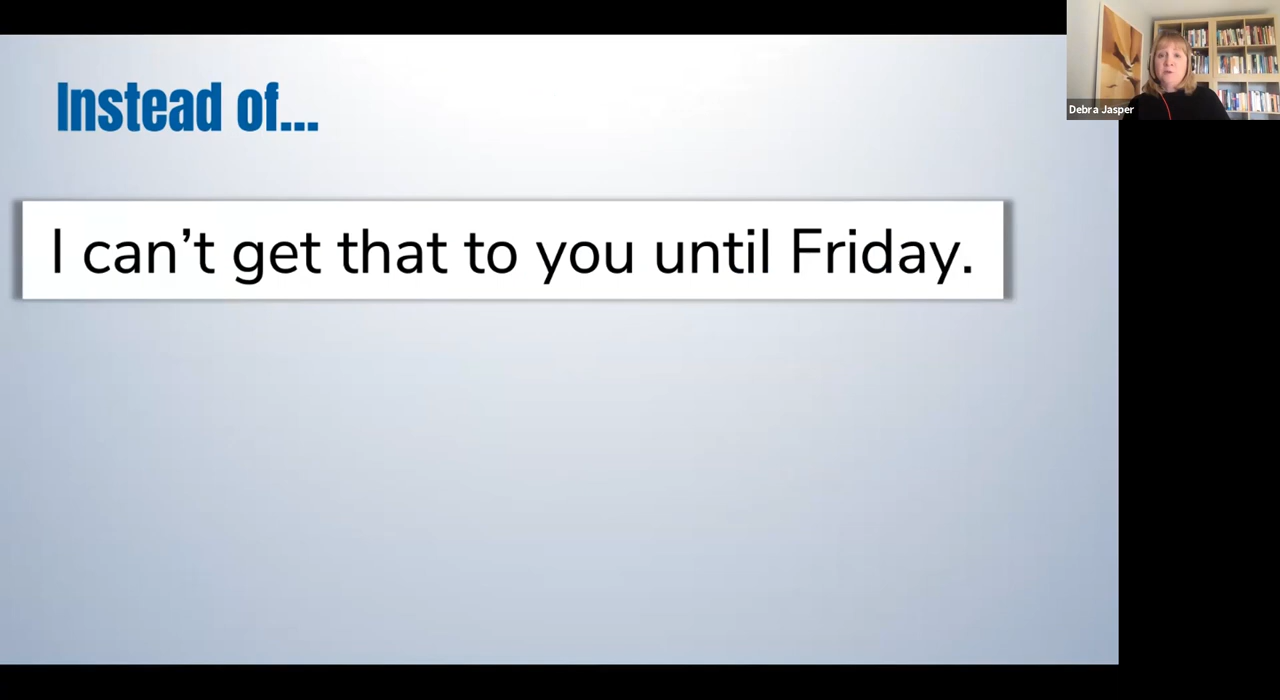 Instead of...
I can’t get that to you until Friday.
Debra Jasper